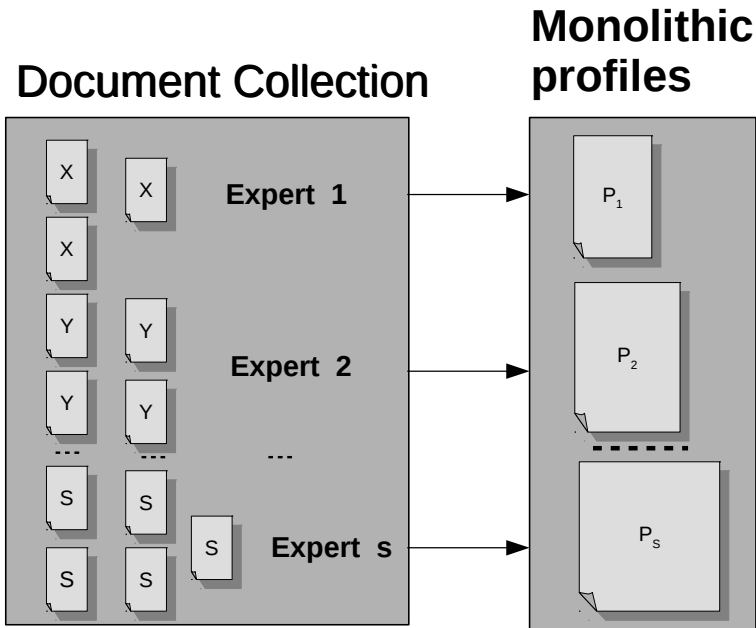 Document Collection
Monolithic
profiles
X
X
Expert 1
P1
X
Y
Y
Expert 2
P2
Y
Y
---
---
---
S
S
S
Expert s
PS
S
S